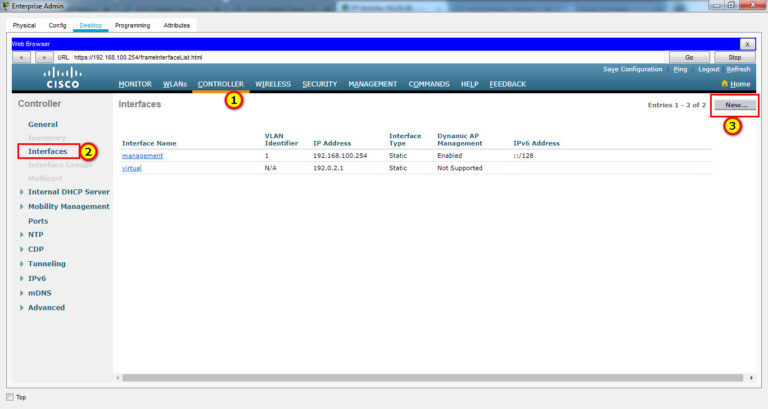 Enterprise Admin
Physical Config Desktop Programming Attributes
Web Browser X
< > URL https://192.168.100.254/frameInterfaceList.html Go Stop
Save Configuration Ping Logout Refresh
CISCO MONITOR WLANs CONTROLLER WIRELESS SECURITY MANAGEMENT COMMANDS HELP FEEDBACK Home
1
Controller Interfaces Entries 1 - 2 of 2 New...
3
General
Inventory
Interfaces 2
Interface Groups
Multicast
Internal DHCP Server
Mobility Management
Ports
NTP
CDP
Tunneling
IPv6
mDNS
Advanced
Interface Name VLAN Identifier IP Address Interface Type Dynamic AP Management IPv6 Address
management 1 192.168.100.254 Static Enabled ::/128
virtual N/A 192.0.2.1 Static Not Supported
Top